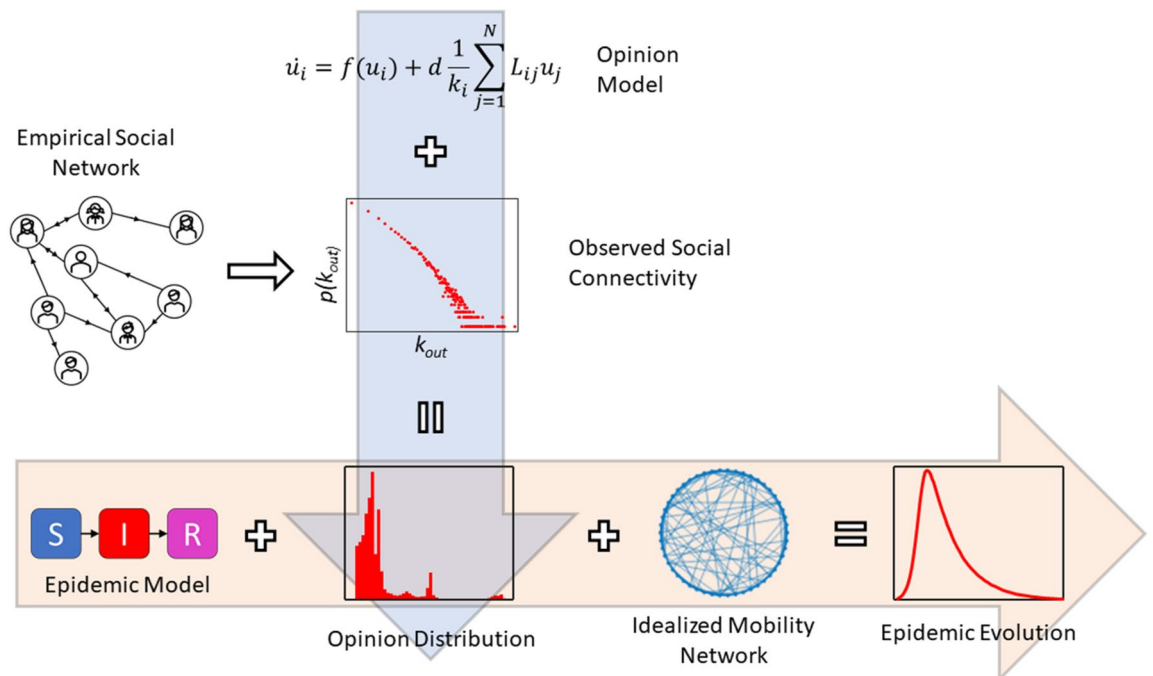 u̇ᵢ = f(uᵢ) + d 1/kᵢ ∑ⱼ₌₁ᴺ Lᵢⱼuⱼ
Opinion
Model
Empirical Social
Network
p(k_out)
k_out
Observed Social
Connectivity
S I R
Epidemic Model
Opinion Distribution
Idealized Mobility
Network
Epidemic Evolution